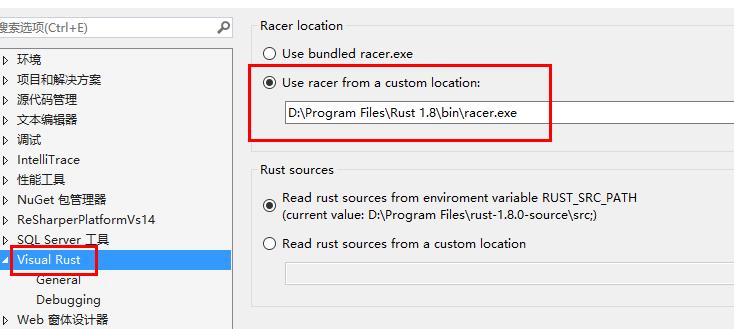 搜索选项(Ctrl+E)
环境
项目和解决方案
源代码管理
文本编辑器
调试
IntelliTrace
性能工具
NuGet 包管理器
ReSharperPlatformVs14
SQL Server 工具
Visual Rust
General
Debugging
Web 窗体设计器
Racer location
Use bundled racer.exe
Use racer from a custom location:
D:\Program Files\Rust 1.8\bin\racer.exe
Rust sources
Read rust sources from enviroment variable RUST_SRC_PATH
(current value: D:\Program Files\rust-1.8.0-source\src;)
Read rust sources from a custom location